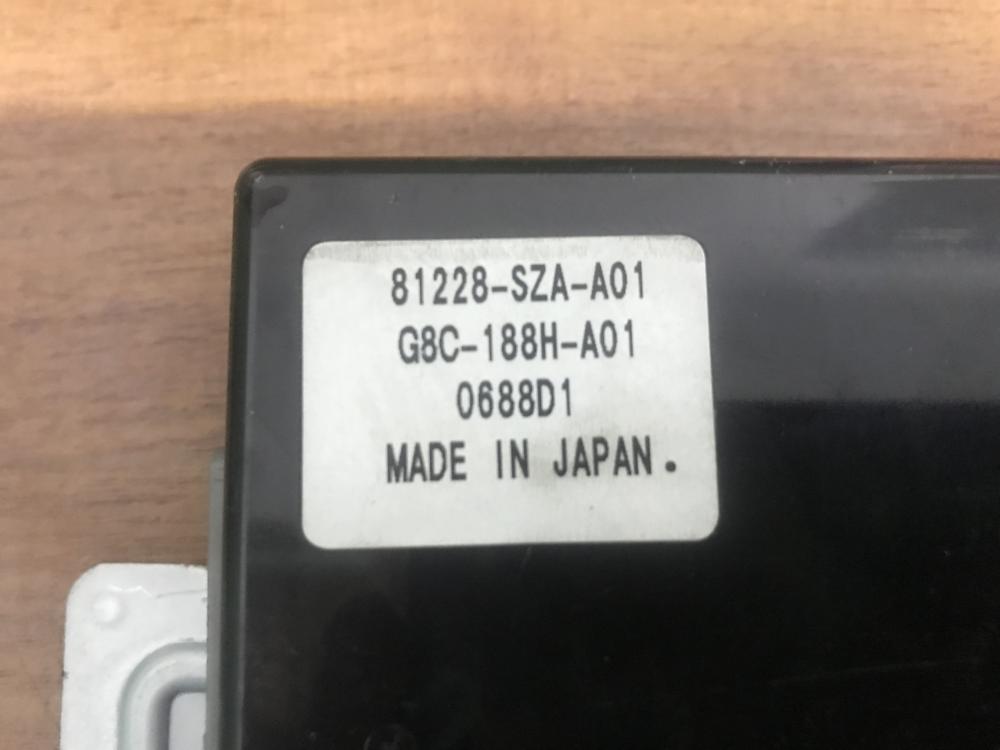 81228-SZA-A01
G8C-188H-A01
0688D1
MADE IN JAPAN.